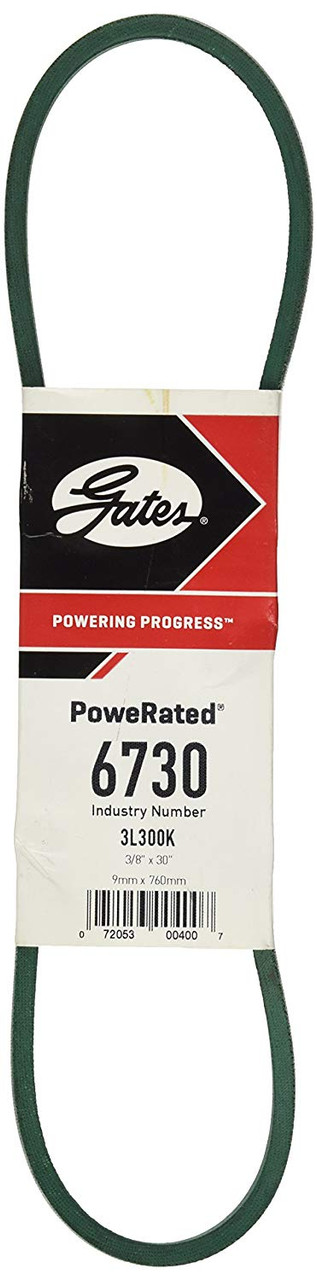 Gates®
POWERING PROGRESS™
PoweRated®
6730
Industry Number
3L300K
3/8" x 30"
9mm x 760mm
0 72053 00400 7